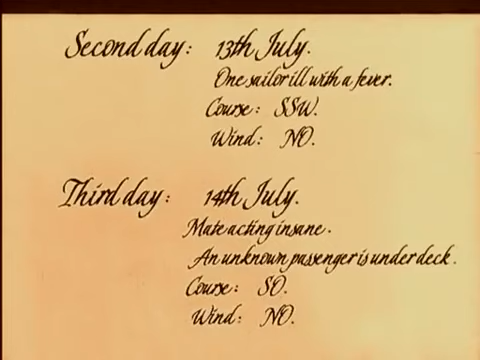 Second day: 13th July.
One sailor ill with a fever.
Course: SSW.
Wind: NO.
Third day: 14th July.
Mate acting insane.
An unknown passenger is under deck.
Course: SO.
Wind: NO.